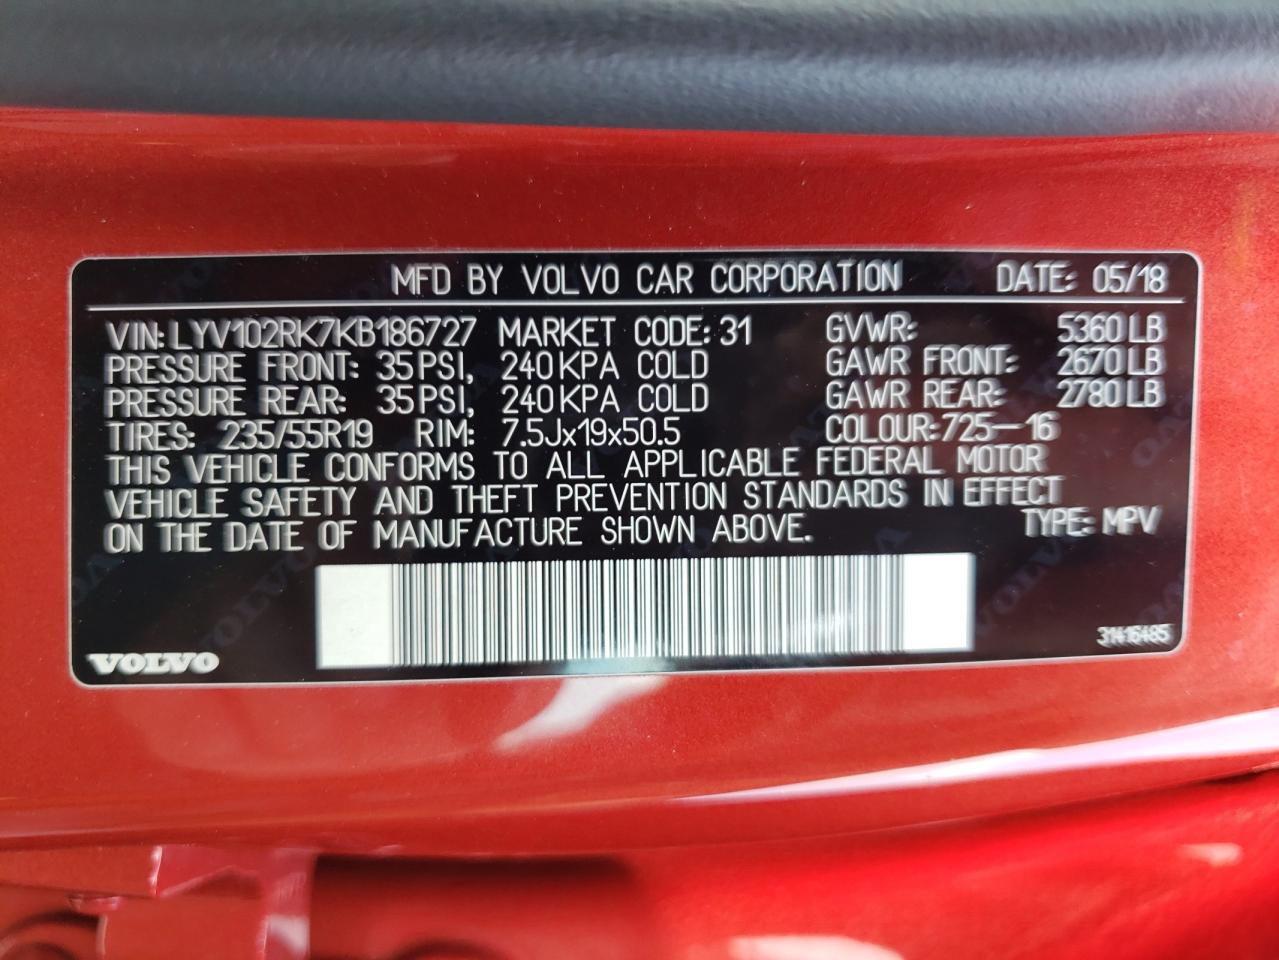 MFD BY VOLVO CAR CORPORATION DATE: 05/18
VIN: LYV102RK7KB186727 MARKET CODE: 31 GVWR: 5360 LB
PRESSURE FRONT: 35 PSI, 240 KPA COLD GAWR FRONT: 2670 LB
PRESSURE REAR: 35 PSI, 240 KPA COLD GAWR REAR: 2780 LB
TIRES: 235/55R19 RIM: 7.5Jx19x50.5 COLOUR: 725-16
THIS VEHICLE CONFORMS TO ALL APPLICABLE FEDERAL MOTOR
VEHICLE SAFETY AND THEFT PREVENTION STANDARDS IN EFFECT
ON THE DATE OF MANUFACTURE SHOWN ABOVE. TYPE: MPV
VOLVO
31416485